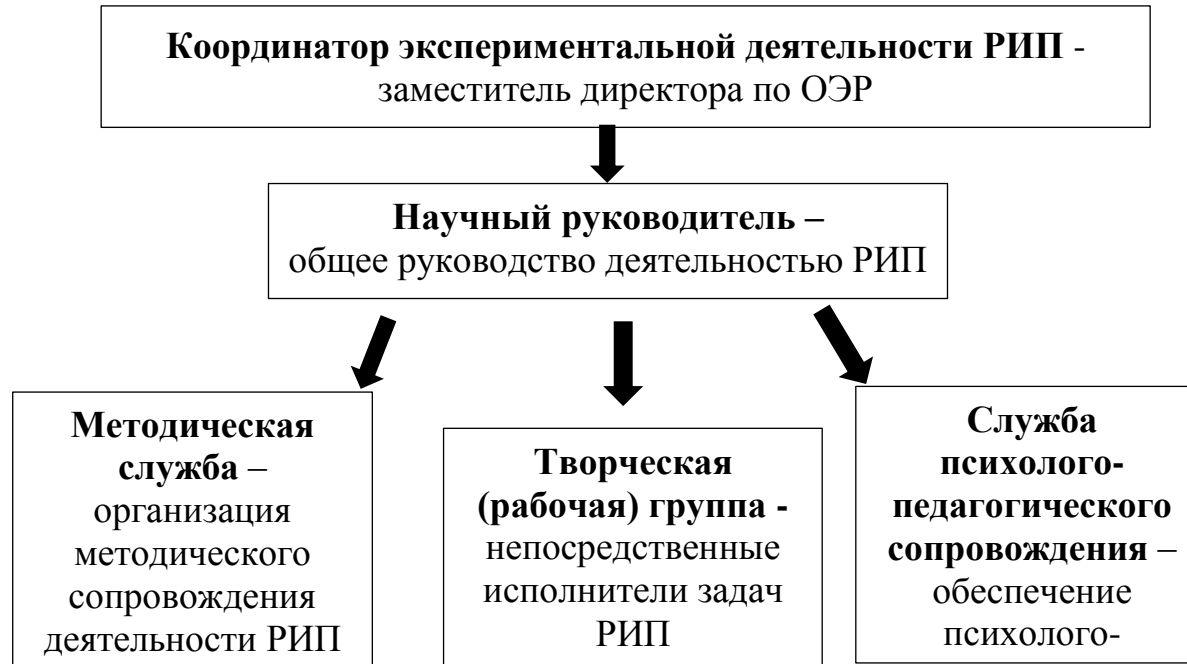 Координатор экспериментальной деятельности РИП -
заместитель директора по ОЭР
Научный руководитель –
общее руководство деятельностью РИП
Методическая
служба –
организация
методического
сопровождения
деятельности РИП
Творческая
(рабочая) группа -
непосредственные
исполнители задач
РИП
Служба
психолого-
педагогического
сопровождения –
обеспечение
психолого-